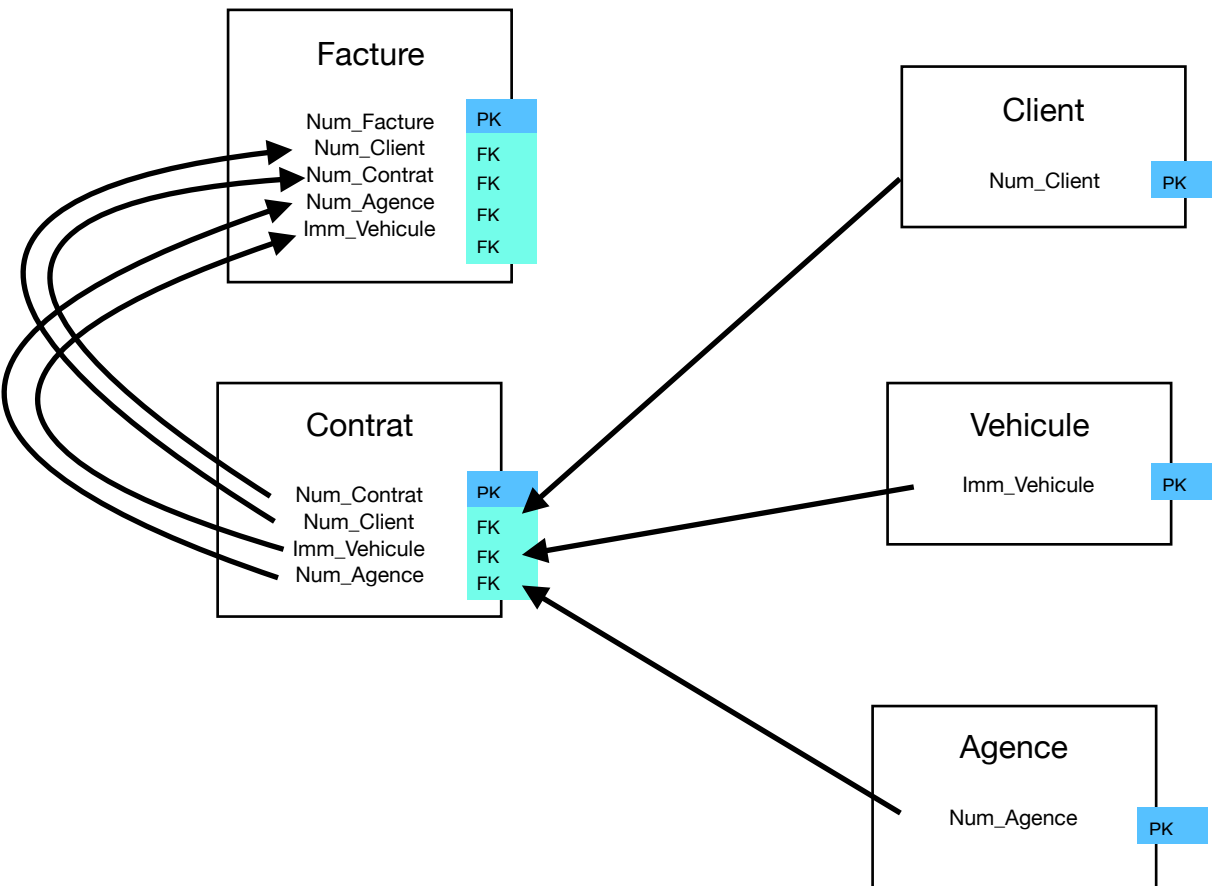 Facture
Num_Facture PK
Num_Client FK
Num_Contrat FK
Num_Agence FK
Imm_Vehicule FK
Client
Num_Client PK
Contrat
Num_Contrat PK
Num_Client FK
Imm_Vehicule FK
Num_Agence FK
Vehicule
Imm_Vehicule PK
Agence
Num_Agence PK